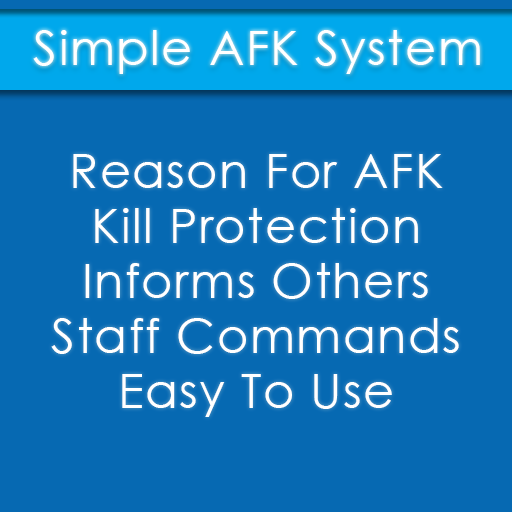 Simple AFK System
Reason For AFK
Kill Protection
Informs Others
Staff Commands
Easy To Use